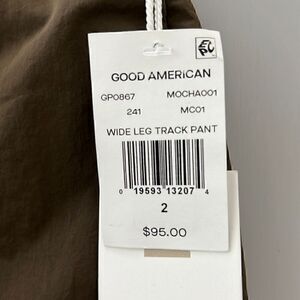 GOOD AMERICAN
GP0867 MOCHA001
241 MC01
WIDE LEG TRACK PANT
0 19593 13207 4
2
$95.00